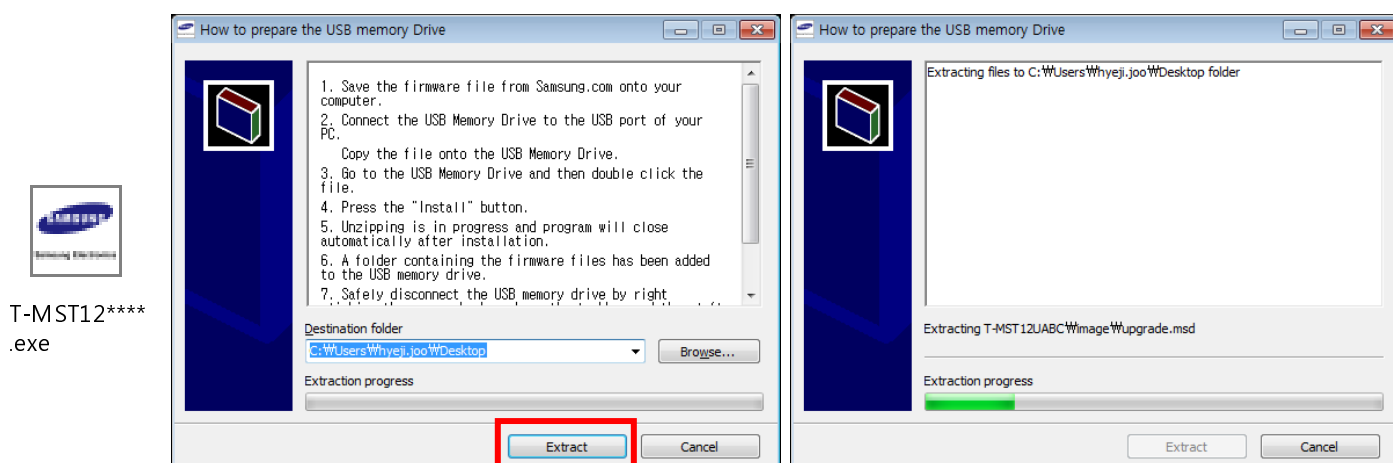 How to prepare the USB memory Drive
1. Save the firmware file from Samsung.com onto your
computer.
2. Connect the USB Memory Drive to the USB port of your
PC.
Copy the file onto the USB Memory Drive.
3. Go to the USB Memory Drive and then double click the
file.
4. Press the "Install" button.
5. Unzipping is in progress and program will close
automatically after installation.
6. A folder containing the firmware files has been added
to the USB memory drive.
7. Safely disconnect the USB memory drive by right
Destination folder
C:₩Users₩hyeji.joo₩Desktop
Browse...
Extraction progress
Extract
Cancel
How to prepare the USB memory Drive
Extracting files to C:₩Users₩hyeji.joo₩Desktop folder
Extracting T-MST12UABC₩image₩upgrade.msd
Extraction progress
Extract
Cancel
SAMSUNG
Samsung Electronics
T-MST12****
.exe